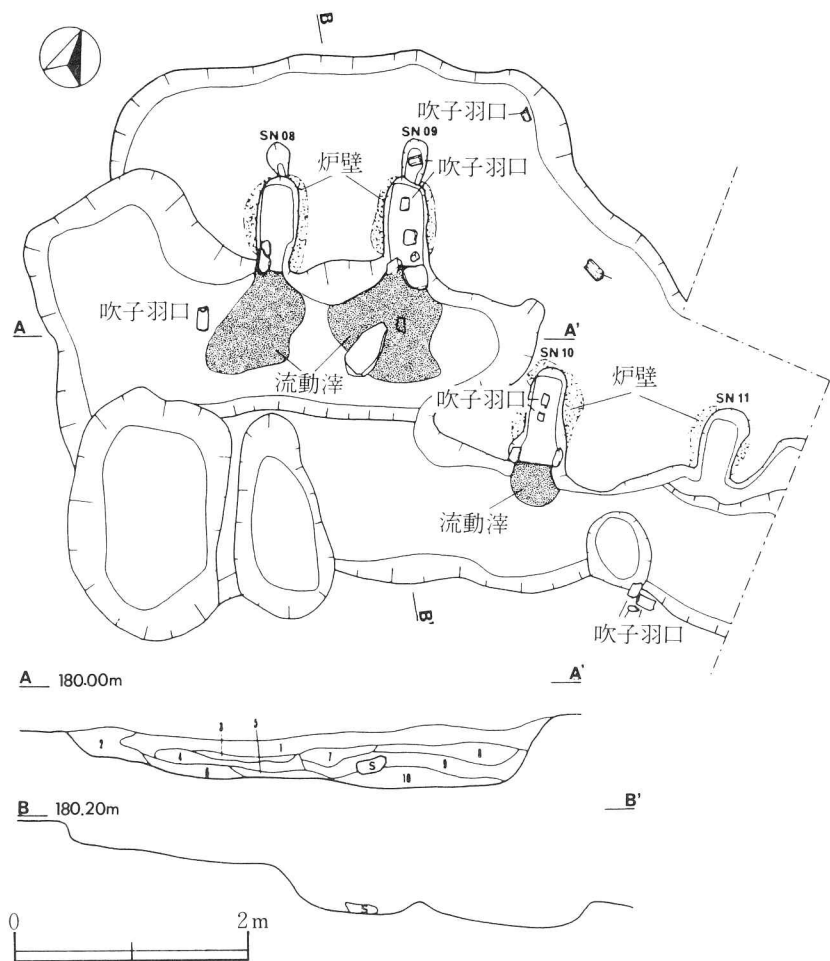 B
吹子羽口
SN 08
SN 09
炉壁
吹子羽口
吹子羽口
A
A'
流動滓
SN 10
炉壁
吹子羽口
SN 11
流動滓
B'
吹子羽口
A 180.00m A'
3 5
2 1
4 7 8
6 S 9
10
B 180.20m B'
S
0 2 m